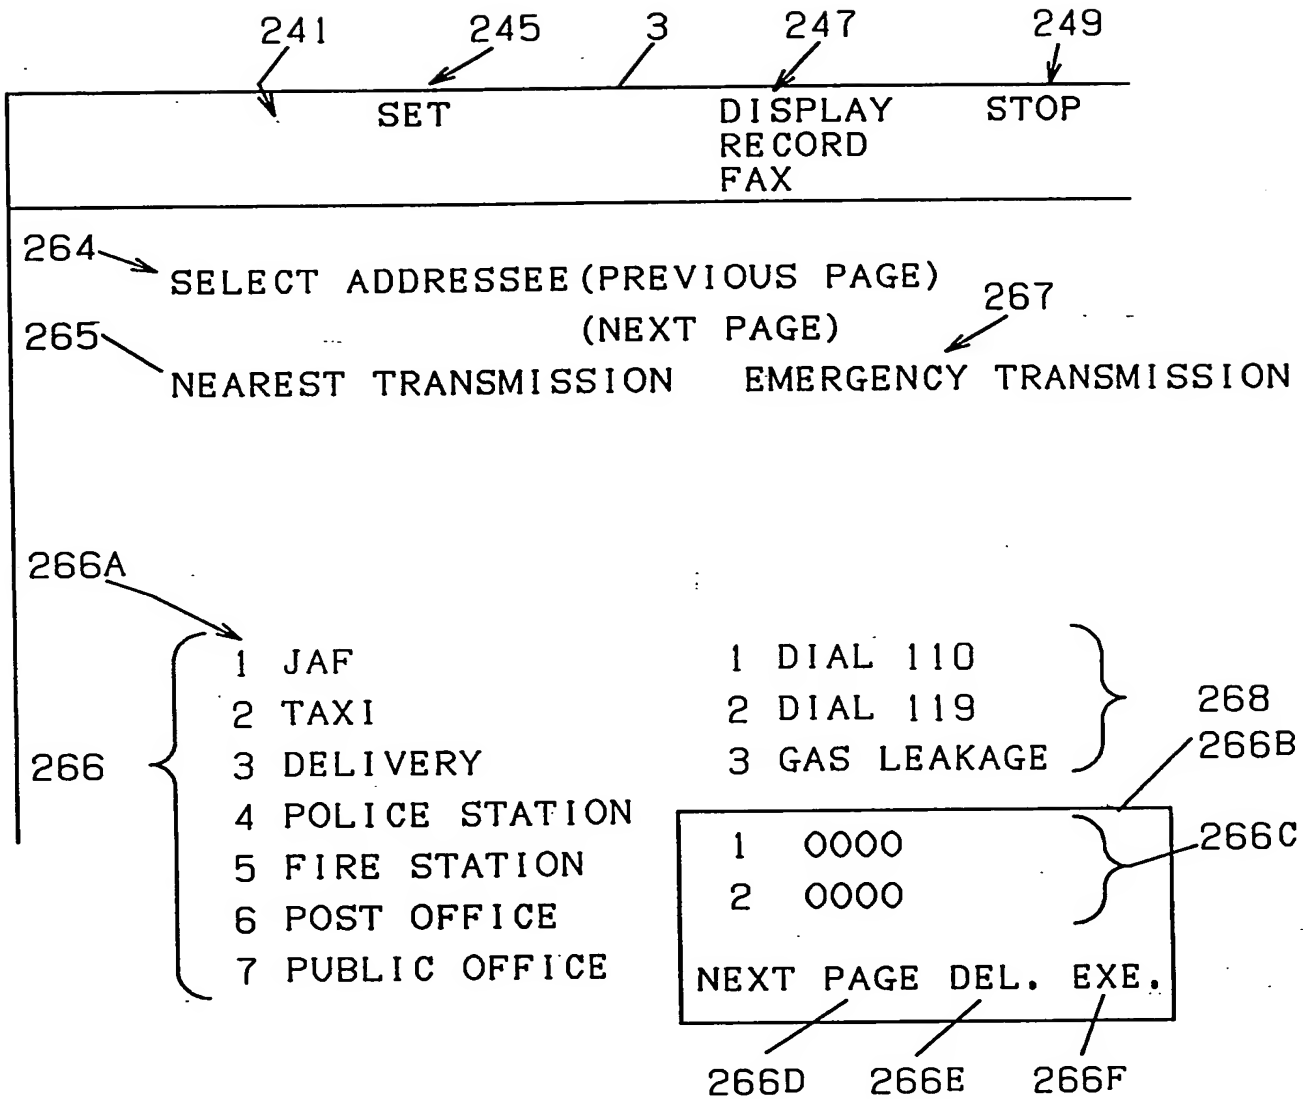 241 245 3 247 249
SET DISPLAY STOP
RECORD
FAX
264
SELECT ADDRESSEE (PREVIOUS PAGE)
267
265 (NEXT PAGE)
NEAREST TRANSMISSION EMERGENCY TRANSMISSION
266A
1 JAF 1 DIAL 110
2 TAXI 2 DIAL 119 268
266 3 DELIVERY 3 GAS LEAKAGE 266B
4 POLICE STATION 1 0000 266C
5 FIRE STATION 2 0000
6 POST OFFICE
7 PUBLIC OFFICE NEXT PAGE DEL. EXE.
266D 266E 266F